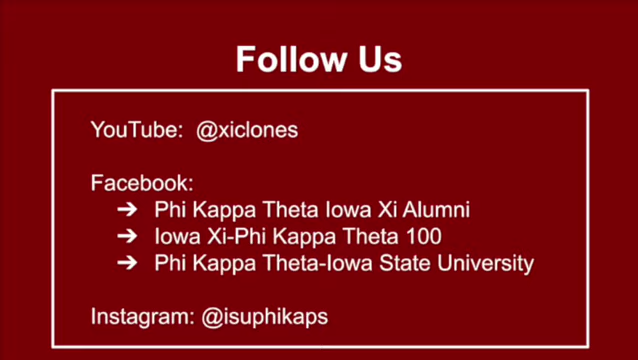 Follow Us
YouTube: @xiclones
Facebook:
➔ Phi Kappa Theta Iowa Xi Alumni
➔ Iowa Xi-Phi Kappa Theta 100
➔ Phi Kappa Theta-Iowa State University
Instagram: @isuphikaps